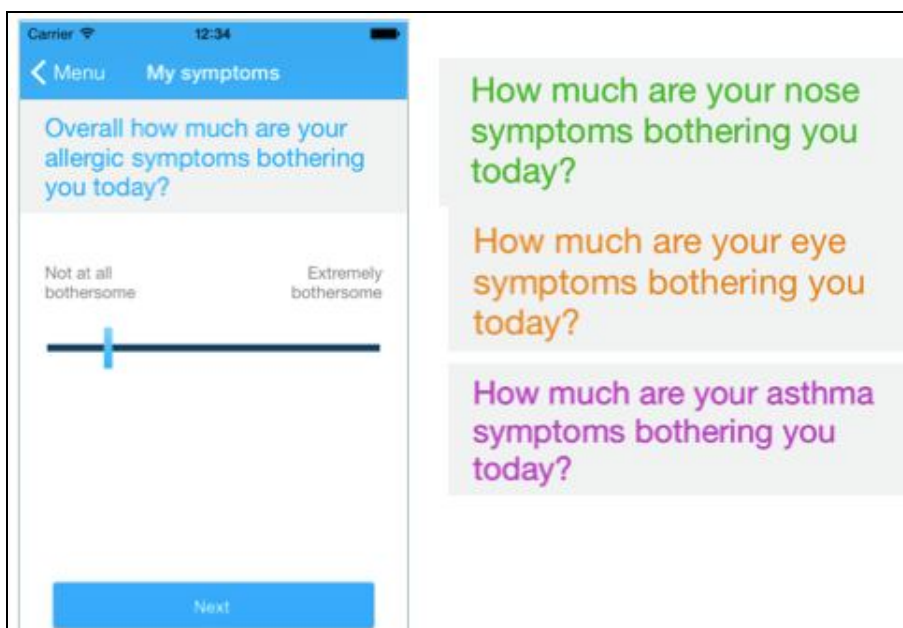 Carrier 12:34
Menu My symptoms
Overall how much are your
allergic symptoms bothering
you today?
Not at all
bothersome
Extremely
bothersome
Next
How much are your nose
symptoms bothering you
today?
How much are your eye
symptoms bothering you
today?
How much are your asthma
symptoms bothering you
today?